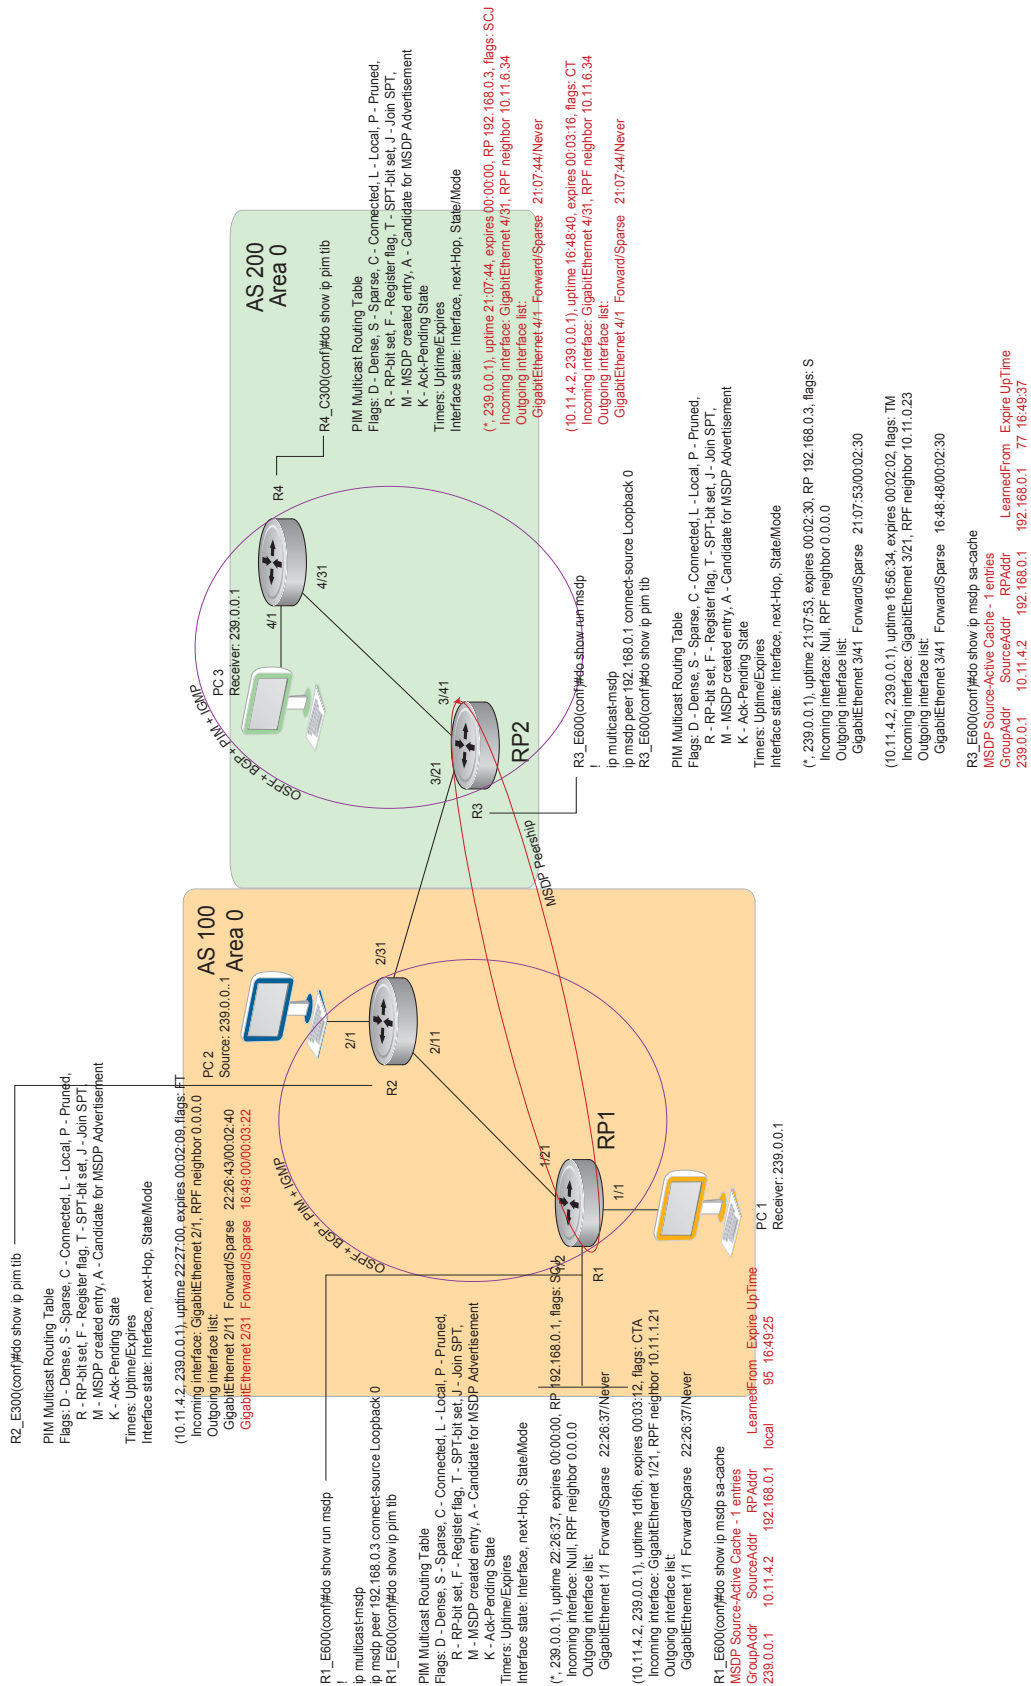 R2_E300(conf)#do show ip pim tib
PIM Multicast Routing Table
Flags: D - Dense, S - Sparse, C - Connected, L - Local, P - Pruned,
R - RP-bit set, F - Register flag, T - SPT-bit set, J - Join SPT,
M - MSDP created entry, A - Candidate for MSDP Advertisement
K - Ack-Pending State
Timers: Uptime/Expires
Interface state: Interface, next-Hop, State/Mode
(10.11.4.2, 239.0.0.1), uptime 22:27:00, expires 00:02:09, flags: FT
Incoming interface: GigabitEthernet 2/1, RPF neighbor 0.0.0.0
Outgoing interface list:
GigabitEthernet 2/11 Forward/Sparse 22:26:43/00:02:40
GigabitEthernet 2/31 Forward/Sparse 16:49:00/00:03:22
AS 100
Area 0
PC 2
Source: 239.0.0..1
2/1
2/31
R2
2/11
OSPF + BGP + PIM + IGMP
1/21
RP1
1/1
1/2
R1
PC 1
Receiver: 239.0.0.1
MSDP Peership
AS 200
Area 0
PC 3
Receiver: 239.0.0.1
4/1
R4
4/31
OSPF + BGP + PIM + IGMP
3/41
3/21
RP2
R3
R1_E600(conf)#do show run msdp
!
ip multicast-msdp
ip msdp peer 192.168.0.3 connect-source Loopback 0
R1_E600(conf)#do show ip pim tib
PIM Multicast Routing Table
Flags: D - Dense, S - Sparse, C - Connected, L - Local, P - Pruned,
R - RP-bit set, F - Register flag, T - SPT-bit set, J - Join SPT,
M - MSDP created entry, A - Candidate for MSDP Advertisement
K - Ack-Pending State
Timers: Uptime/Expires
Interface state: Interface, next-Hop, State/Mode
(*, 239.0.0.1), uptime 22:26:37, expires 00:00:00, RP 192.168.0.1, flags: SCJ
Incoming interface: Null, RPF neighbor 0.0.0.0
Outgoing interface list:
GigabitEthernet 1/1 Forward/Sparse 22:26:37/Never
(10.11.4.2, 239.0.0.1), uptime 1d16h, expires 00:03:12, flags: CTA
Incoming interface: GigabitEthernet 1/21, RPF neighbor 10.11.1.21
Outgoing interface list:
GigabitEthernet 1/1 Forward/Sparse 22:26:37/Never
R1_E600(conf)#do show ip msdp sa-cache
MSDP Source-Active Cache - 1 entries
GroupAddr SourceAddr RPAddr LearnedFrom Expire UpTime
239.0.0.1 10.11.4.2 192.168.0.1 local 95 16:49:25
R3_E600(conf)#do show run msdp
!
ip multicast-msdp
ip msdp peer 192.168.0.1 connect-source Loopback 0
R3_E600(conf)#do show ip pim tib
PIM Multicast Routing Table
Flags: D - Dense, S - Sparse, C - Connected, L - Local, P - Pruned,
R - RP-bit set, F - Register flag, T - SPT-bit set, J - Join SPT,
M - MSDP created entry, A - Candidate for MSDP Advertisement
K - Ack-Pending State
Timers: Uptime/Expires
Interface state: Interface, next-Hop, State/Mode
(*, 239.0.0.1), uptime 21:07:53, expires 00:02:30, RP 192.168.0.3, flags: S
Incoming interface: Null, RPF neighbor 0.0.0.0
Outgoing interface list:
GigabitEthernet 3/41 Forward/Sparse 21:07:53/00:02:30
(10.11.4.2, 239.0.0.1), uptime 16:56:34, expires 00:02:02, flags: TM
Incoming interface: GigabitEthernet 3/21, RPF neighbor 10.11.0.23
Outgoing interface list:
GigabitEthernet 3/41 Forward/Sparse 16:48:48/00:02:30
R3_E600(conf)#do show ip msdp sa-cache
MSDP Source-Active Cache - 1 entries
GroupAddr SourceAddr RPAddr LearnedFrom Expire UpTime
239.0.0.1 10.11.4.2 192.168.0.1 192.168.0.1 77 16:49:37
R4_C300(conf)#do show ip pim tib
PIM Multicast Routing Table
Flags: D - Dense, S - Sparse, C - Connected, L - Local, P - Pruned,
R - RP-bit set, F - Register flag, T - SPT-bit set, J - Join SPT,
M - MSDP created entry, A - Candidate for MSDP Advertisement
K - Ack-Pending State
Timers: Uptime/Expires
Interface state: Interface, next-Hop, State/Mode
(*, 239.0.0.1), uptime 21:07:44, expires 00:00:00, RP 192.168.0.3, flags: SCJ
Incoming interface: GigabitEthernet 4/31, RPF neighbor 10.11.6.34
Outgoing interface list:
GigabitEthernet 4/1 Forward/Sparse 21:07:44/Never
(10.11.4.2, 239.0.0.1), uptime 16:48:40, expires 00:03:16, flags: CT
Incoming interface: GigabitEthernet 4/31, RPF neighbor 10.11.6.34
Outgoing interface list:
GigabitEthernet 4/1 Forward/Sparse 21:07:44/Never